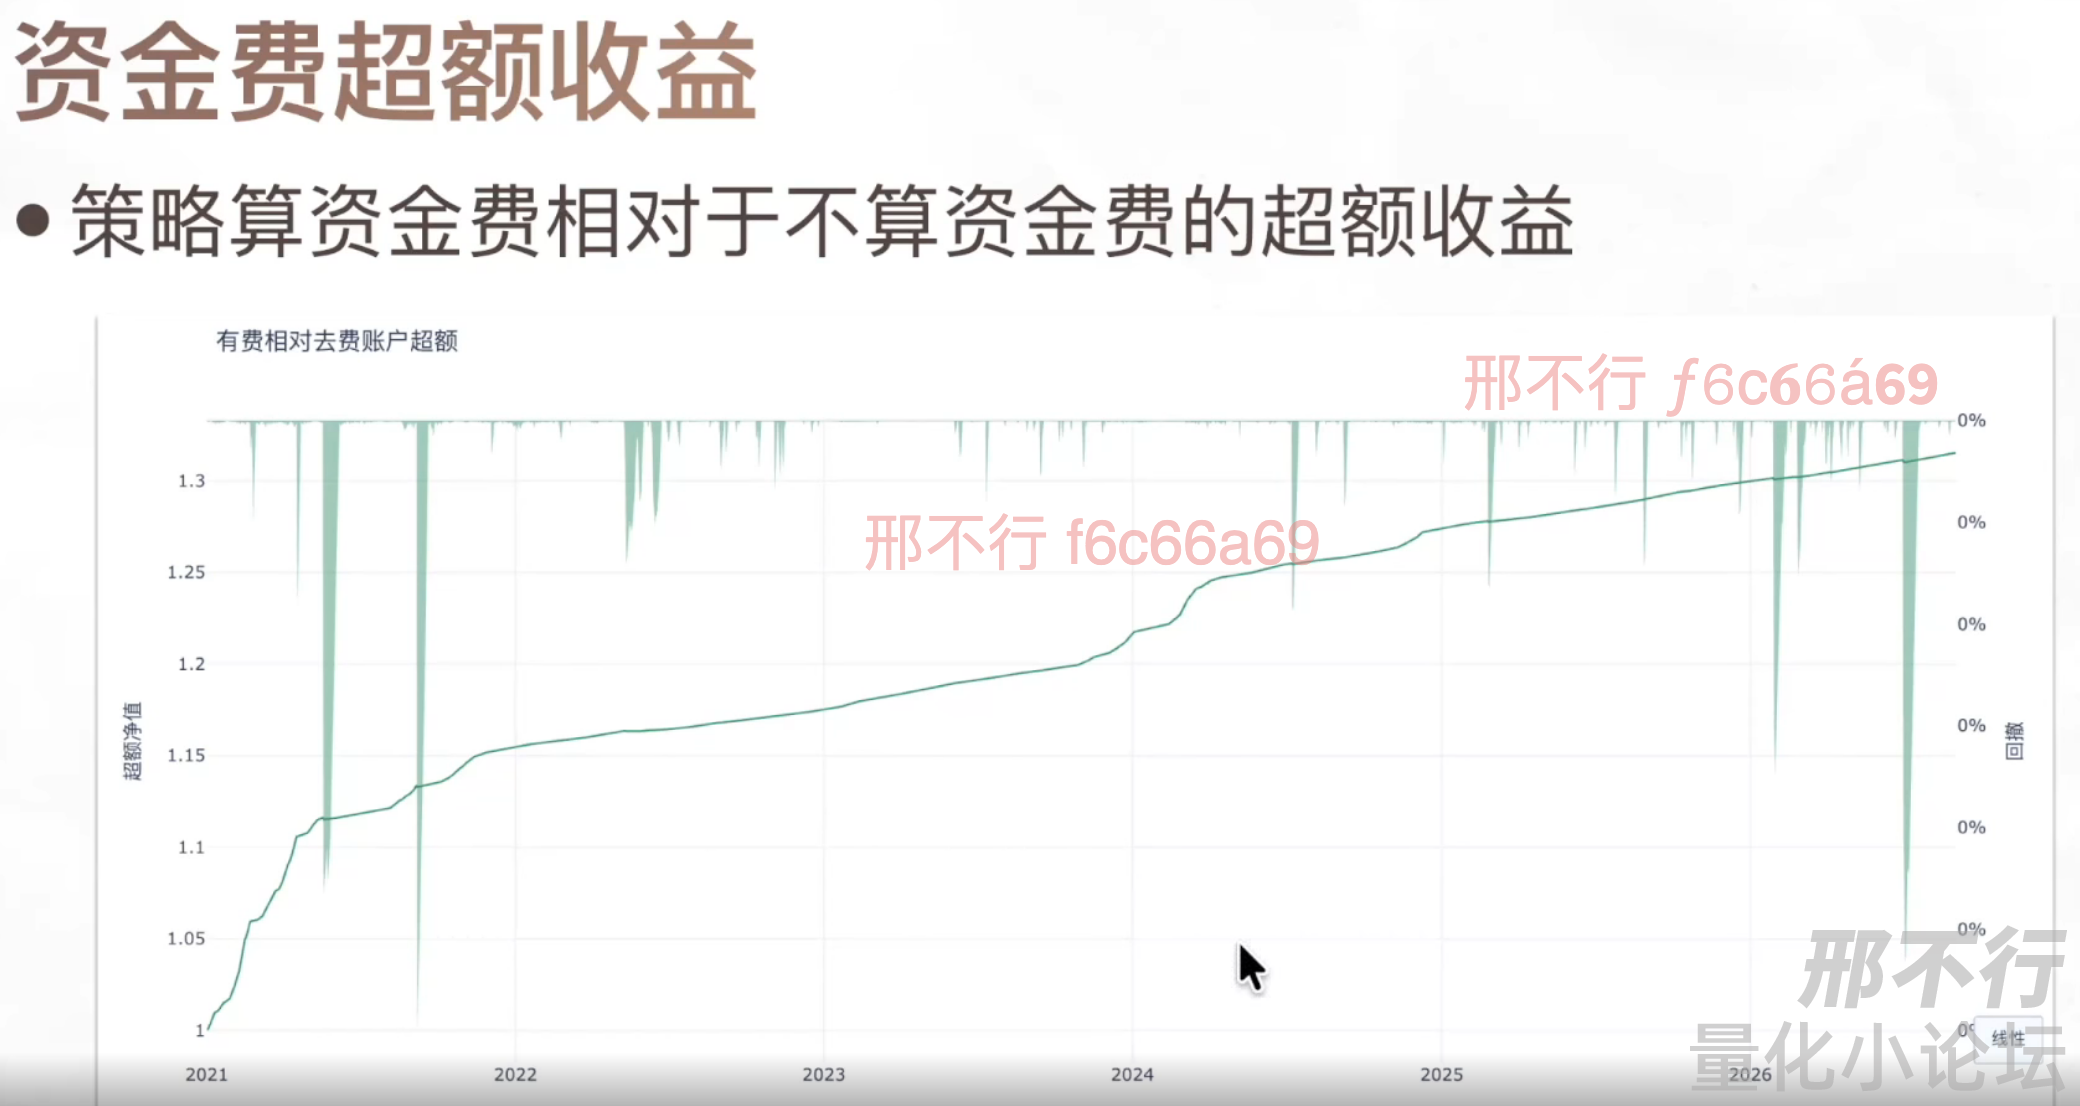 资金费超额收益
策略算资金费相对于不算资金费的超额收益
有费相对去费账户超额
邢不行 f6c66á69
0%
1.3
0%
邢不行 f6c66a69
1.25
0%
1.2
0%
超额净值
回撤
1.15
0%
1.1
1.05
0%
邢不行
1
线性
量化小论坛
2021
2022
2023
2024
2025
2026